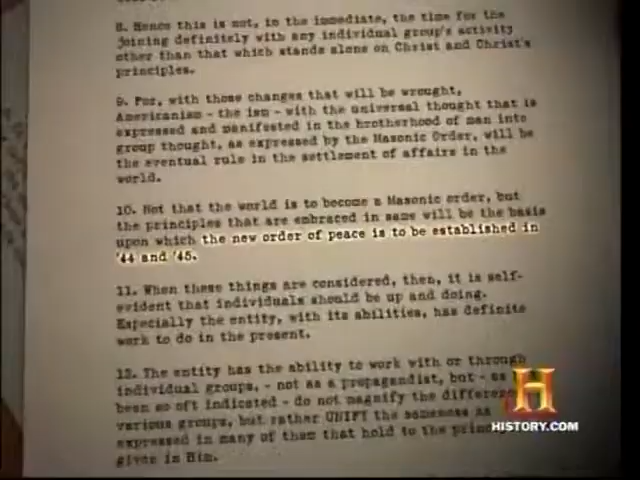 8. Hence this is not, in the immediate, the time for the
joining definitely with any individual group's activity
other than that which stands alone on Christ and Christ's
principles.
9. For, with those changes that will be wrought,
Americanism - the ism - with the universal thought that is
expressed and manifested in the brotherhood of man into
group thought, as expressed by the Masonic Order, will be
the eventual rule in the settlement of affairs in the
world.
10. Not that the world is to become a Masonic order, but
the principles that are embraced in same will be the basis
upon which the new order of peace is to be established in
'44 and '45.
11. When these things are considered, then, it is self-
evident that individuals should be up and doing.
Especially the entity, with its abilities, has definite
work to do in the present.
12. The entity has the ability to work with or through
individual groups, - not as a propagandist, but - as
been so oft indicated - do not magnify the differen
various groups, but rather UNIFY the sameness as
expressed in many of them that hold to the princip
given in Him.
H
HISTORY.COM